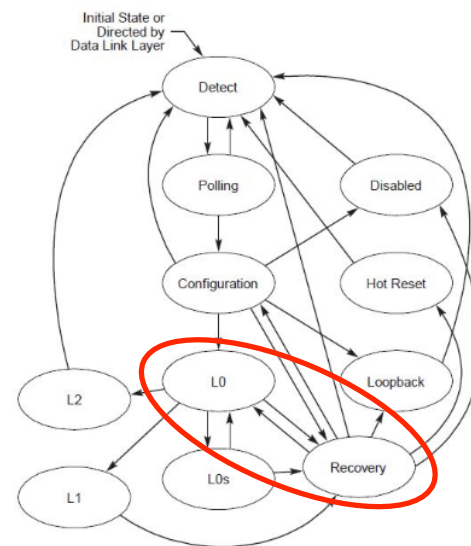 Initial State or
Directed by
Data Link Layer
Detect
Polling
Disabled
Configuration
Hot Reset
L0
Loopback
L2
L0s
Recovery
L1